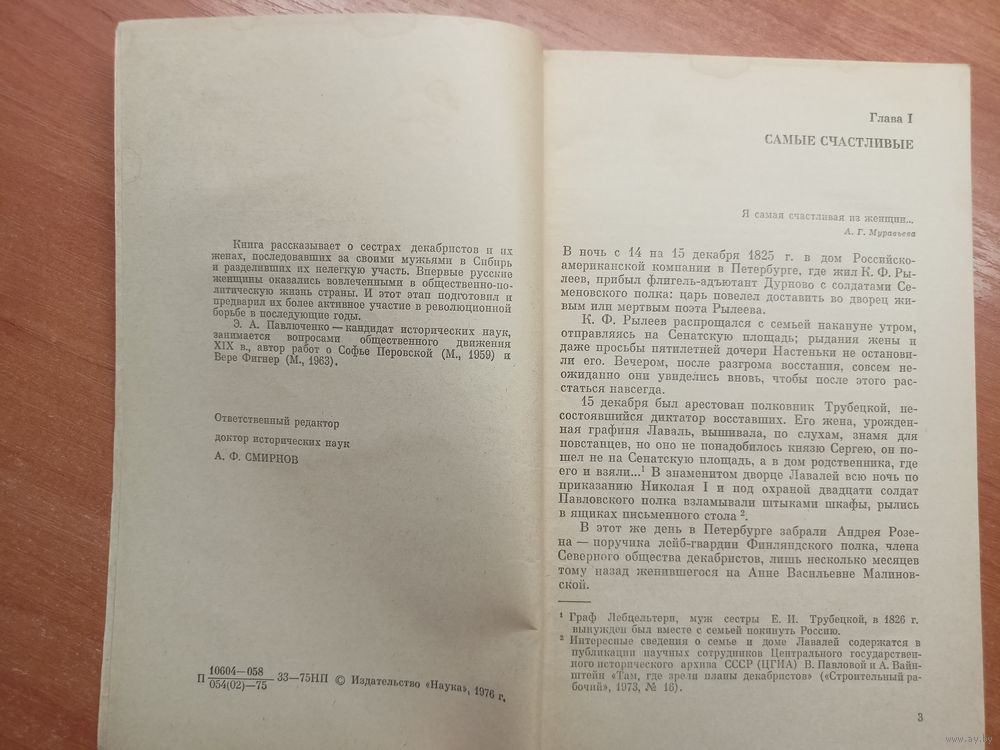 Книга рассказывает о сестрах декабристов и их
женах, последовавших за своими мужьями в Сибирь
и разделивших их нелегкую участь. Впервые русские
женщины оказались вовлеченными в общественно-по-
литическую жизнь страны. И этот этап подготовил и
предварил их более активное участие в революционной
борьбе в последующие годы.
Э. А. Павлюченко — кандидат исторических наук,
занимается вопросами общественного движения
XIX в., автор работ о Софье Перовской (М., 1959) и
Вере Фигнер (М., 1963).
Ответственный редактор
доктор исторических наук
А. Ф. СМИРНОВ
П 10604—058
054(02)—75 33—75НП © Издательство «Наука», 1976 г.
Глава I
САМЫЕ СЧАСТЛИВЫЕ
Я самая счастливая из женщин...
А. Г. Муравьева
В ночь с 14 на 15 декабря 1825 г. в дом Российско-
американской компании в Петербурге, где жил К. Ф. Ры-
леев, прибыл флигель-адъютант Дурново с солдатами Се-
меновского полка: царь повелел доставить во дворец жи-
вым или мертвым поэта Рылеева.
К. Ф. Рылеев распрощался с семьей накануне утром,
отправляясь на Сенатскую площадь; рыдания жены и
даже просьбы пятилетней дочери Настеньки не останови-
ли его. Вечером, после разгрома восстания, совсем не-
ожиданно они увиделись вновь, чтобы после этого рас-
статься навсегда.
15 декабря был арестован полковник Трубецкой, не-
состоявшийся диктатор восставших. Его жена, урожден-
ная графиня Лаваль, вышивала, по слухам, знамя для
повстанцев, но оно не понадобилось князю Сергею, он по-
шел не на Сенатскую площадь, а в дом родственника, где
его и взяли...¹ В знаменитом дворце Лавалей всю ночь по
приказанию Николая I и под охраной двадцати солдат
Павловского полка взламывали штыками шкафы, рылись
в ящиках письменного стола ².
В этот же день в Петербурге забрали Андрея Розе-
на — поручика лейб-гвардии Финляндского полка, члена
Северного общества декабристов, лишь несколько месяцев
тому назад женившегося на Анне Васильевне Малинов-
ской.
¹ Граф Лебцельтерн, муж сестры Е. И. Трубецкой, в 1826 г.
вынужден был вместе с семьей покинуть Россию.
² Интересные сведения о семье и доме Лавалей содержатся в
публикации научных сотрудников Центрального государствен-
ного исторического архива СССР (ЦГИА) В. Павловой и А. Вайн-
штейн «Там, где зрели планы декабристов» («Строительный ра-
бочий», 1973, № 16).
3
www.ay.by